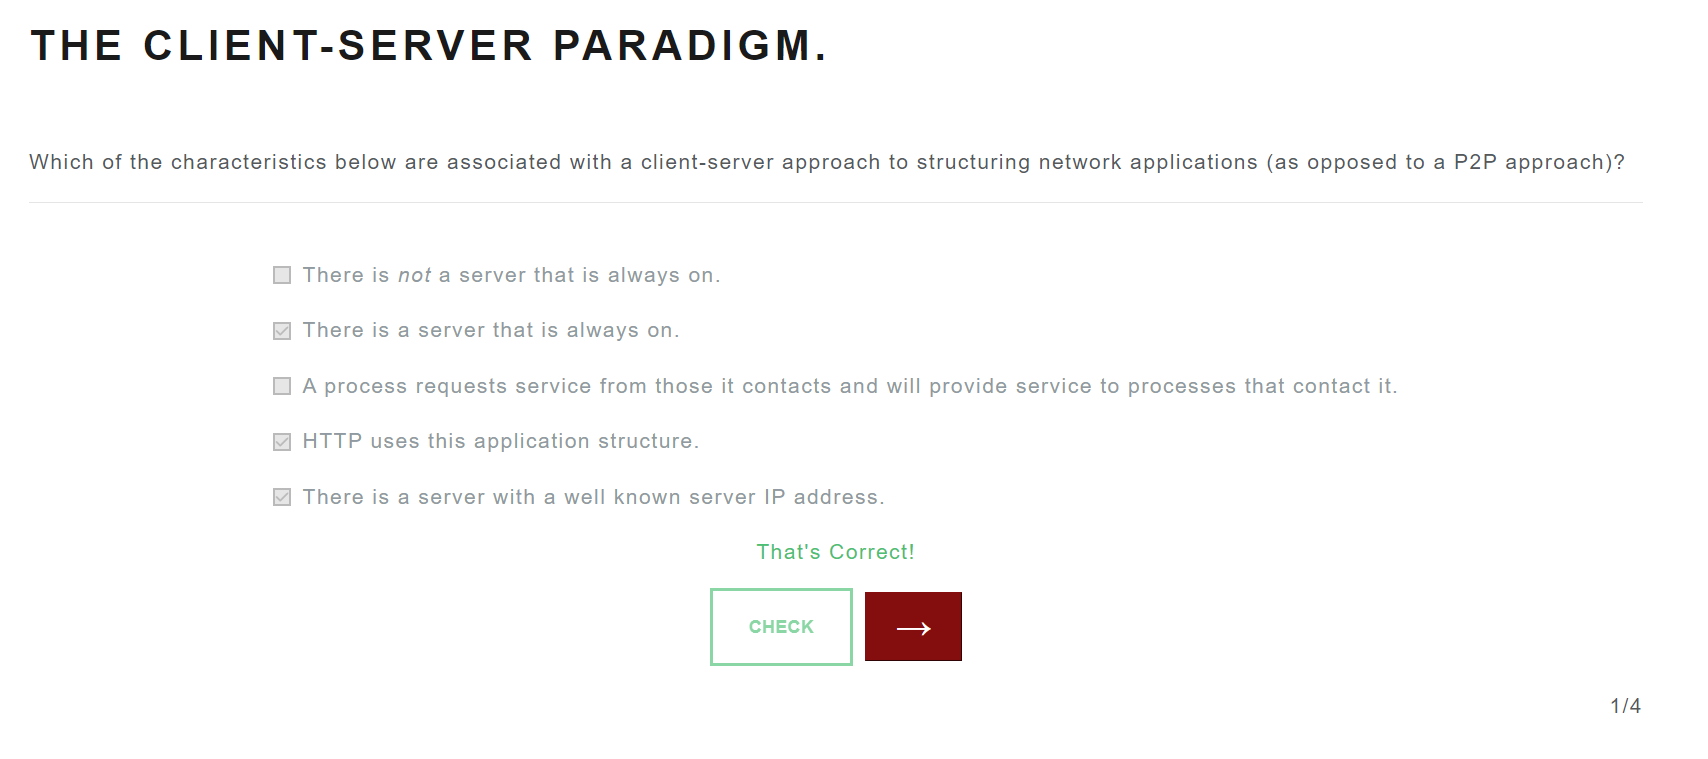 THE CLIENT-SERVER PARADIGM.
Which of the characteristics below are associated with a client-server approach to structuring network applications (as opposed to a P2P approach)?
There is not a server that is always on.
There is a server that is always on.
A process requests service from those it contacts and will provide service to processes that contact it.
HTTP uses this application structure.
There is a server with a well known server IP address.
That's Correct!
CHECK
1/4